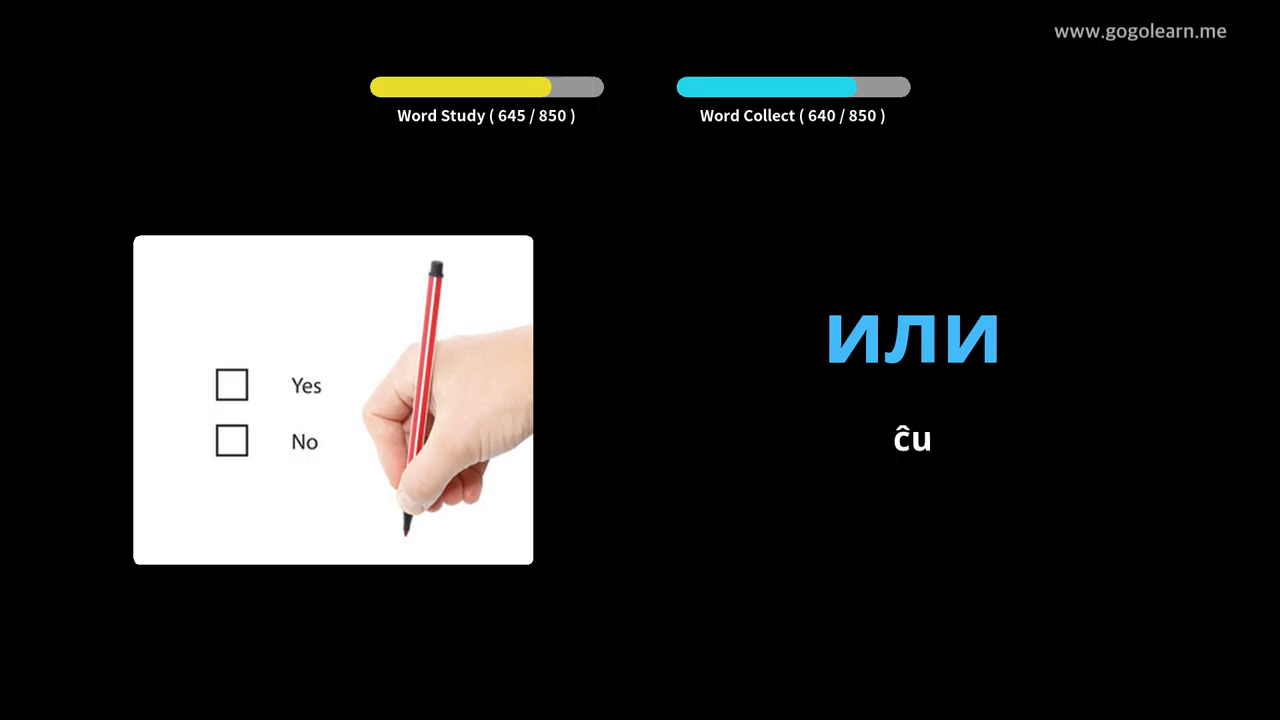 www.gogolearn.me
Word Study ( 645 / 850 )
Word Collect ( 640 / 850 )
Yes
No
или
ĉu